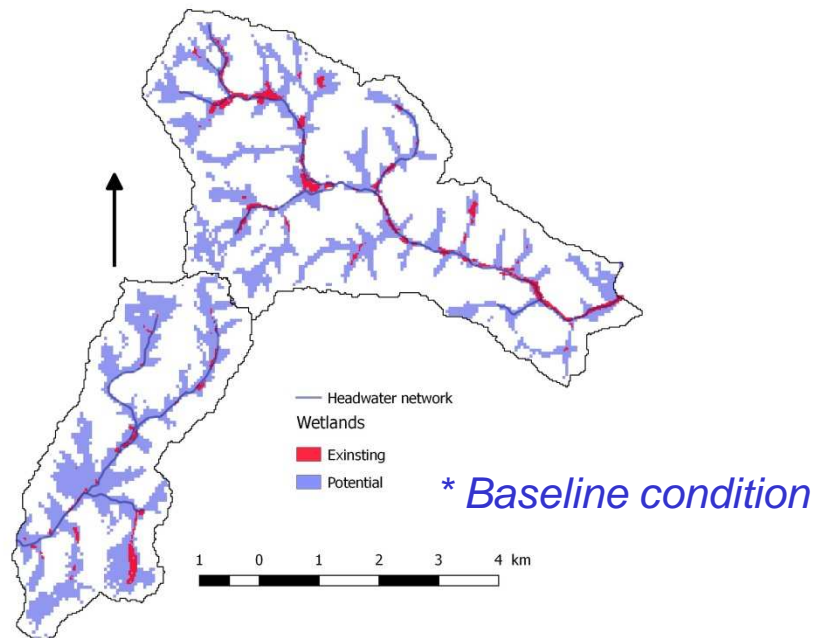 Headwater network
Wetlands
Exinsting
Potential
* Baseline condition
1 0 1 2 3 4 km